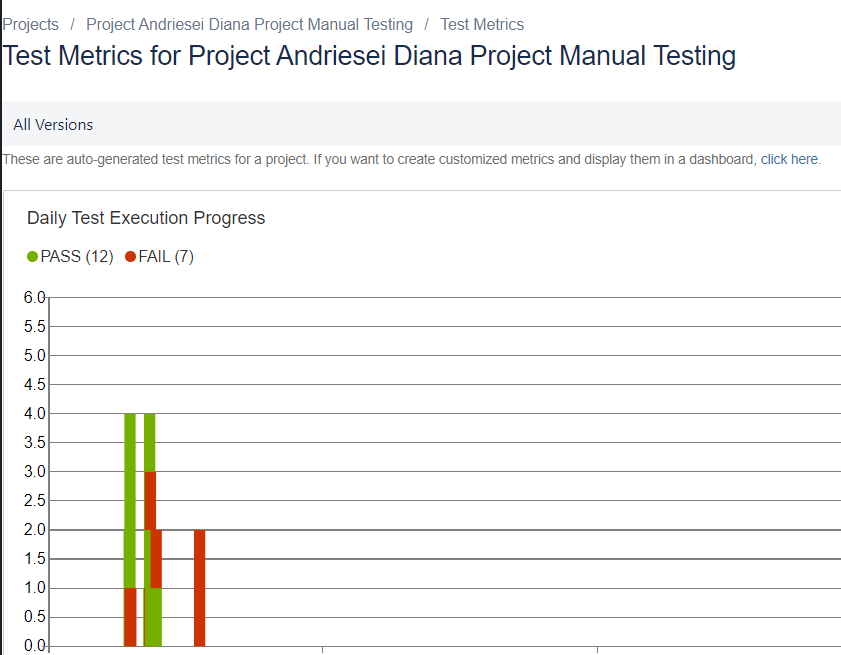 Projects / Project Andriesei Diana Project Manual Testing / Test Metrics
Test Metrics for Project Andriesei Diana Project Manual Testing
All Versions
These are auto-generated test metrics for a project. If you want to create customized metrics and display them in a dashboard, click here.
Daily Test Execution Progress
PASS (12) FAIL (7)
6.0
5.5
5.0
4.5
4.0
3.5
3.0
2.5
2.0
1.5
1.0
0.5
0.0